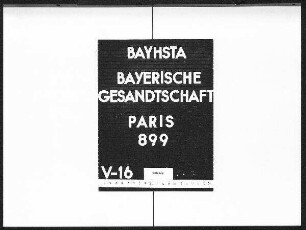 BAYHSTA
BAYERISCHE
GESANDTSCHAFT
PARIS
899
V-16